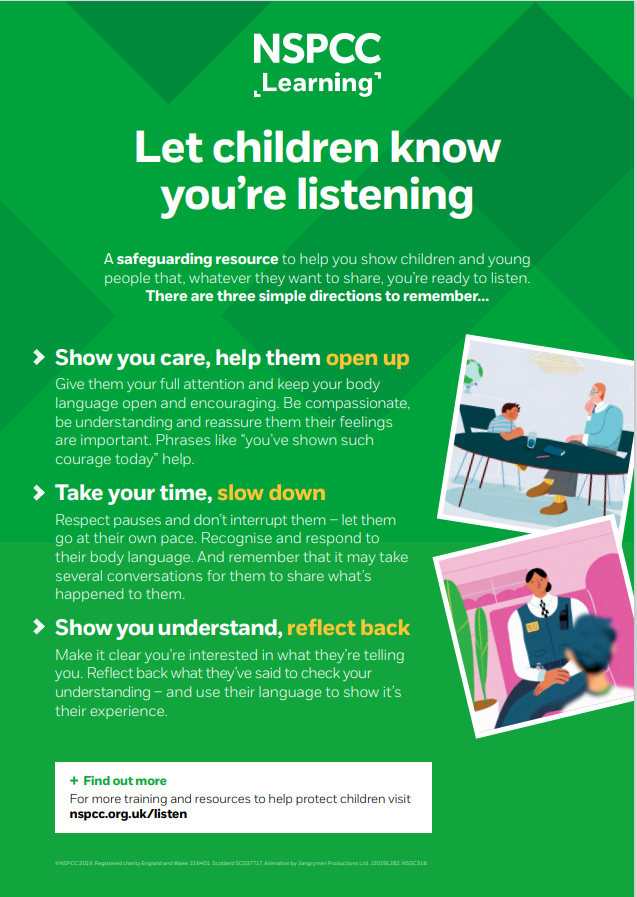 NSPCC
Learning
Let children know
you're listening
A safeguarding resource to help you show children and young
people that, whatever they want to share, you're ready to listen.
There are three simple directions to remember...
Show you care, help them open up
Give them your full attention and keep your body
language open and encouraging. Be compassionate,
be understanding and reassure them their feelings
are important. Phrases like "you've shown such
courage today" help.
Take your time, slow down
Respect pauses and don't interrupt them – let them
go at their own pace. Recognise and respond to
their body language. And remember that it may take
several conversations for them to share what's
happened to them.
Show you understand, reflect back
Make it clear you're interested in what they're telling
you. Reflect back what they've said to check your
understanding – and use their language to show it's
their experience.
+ Find out more
For more training and resources to help protect children visit
nspcc.org.uk/listen
©NSPCC 2019. Registered charity England and Wales 216401. Scotland SC037717. Animation by Productions Ltd. J20191282.